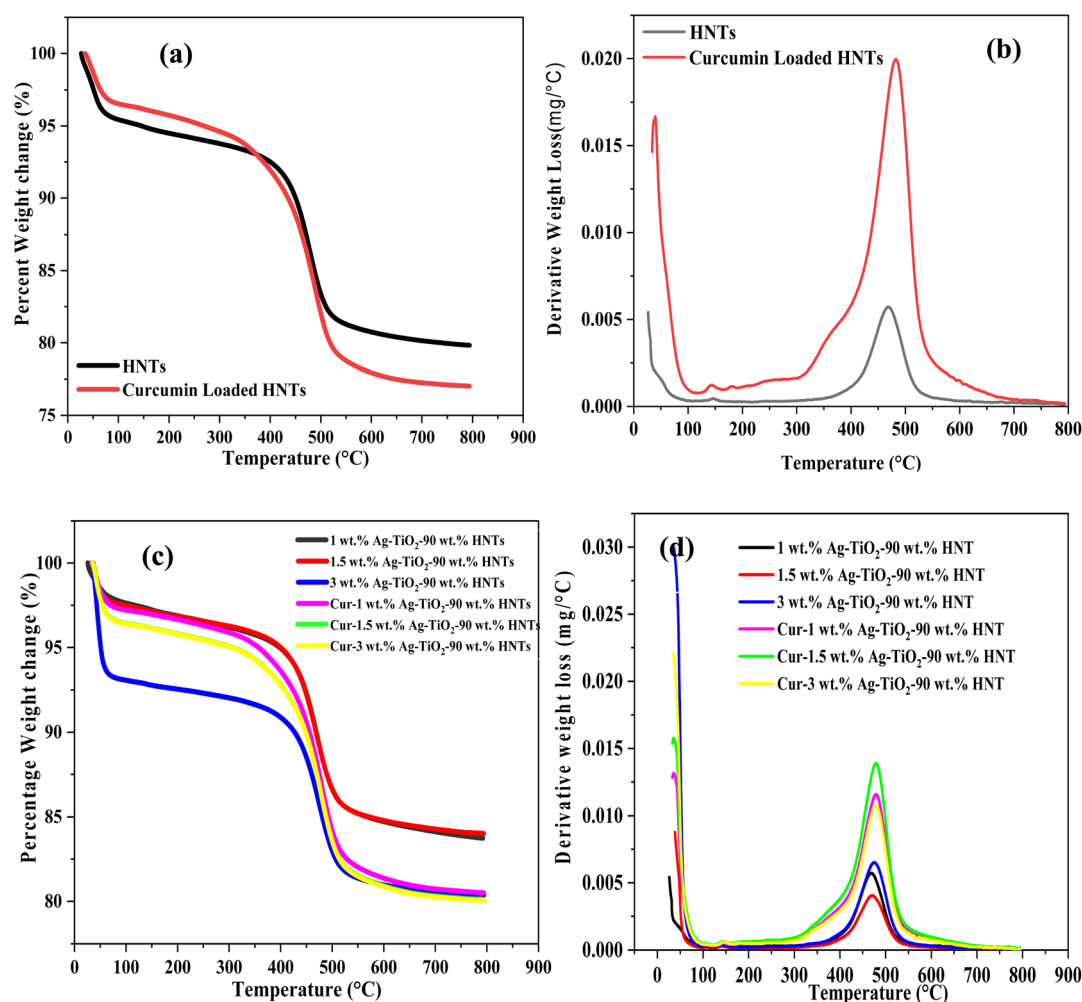 (a)
Percent Weight change (%)
100
95
90
85
80
75
HNTs
Curcumin Loaded HNTs
0 100 200 300 400 500 600 700 800 900
Temperature (°C)
(b)
HNTs
Curcumin Loaded HNTs
Derivative Weight Loss(mg/°C)
0.020
0.015
0.010
0.005
0.000
0 100 200 300 400 500 600 700 800
Temperature (°C)
(c)
Percentage Weight change (%)
100
95
90
85
80
1 wt.% Ag-TiO₂-90 wt.% HNTs
1.5 wt.% Ag-TiO₂-90 wt.% HNTs
3 wt.% Ag-TiO₂-90 wt.% HNTs
Cur-1 wt.% Ag-TiO₂-90 wt.% HNTs
Cur-1.5 wt.% Ag-TiO₂-90 wt.% HNTs
Cur-3 wt.% Ag-TiO₂-90 wt.% HNTs
0 100 200 300 400 500 600 700 800 900
Temperature (°C)
(d)
Derivative weight loss (mg/°C)
0.030
0.025
0.020
0.015
0.010
0.005
0.000
1 wt.% Ag-TiO₂-90 wt.% HNT
1.5 wt.% Ag-TiO₂-90 wt.% HNT
3 wt.% Ag-TiO₂-90 wt.% HNT
Cur-1 wt.% Ag-TiO₂-90 wt.% HNT
Cur-1.5 wt.% Ag-TiO₂-90 wt.% HNT
Cur-3 wt.% Ag-TiO₂-90 wt.% HNT
0 100 200 300 400 500 600 700 800 900
Temperature (°C)